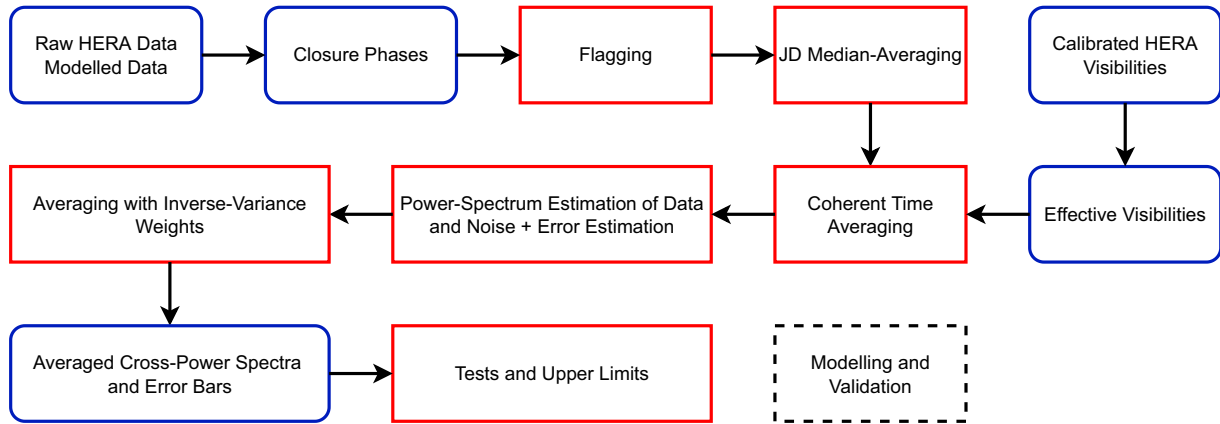 Raw HERA Data
Modelled Data
Closure Phases
Flagging
JD Median-Averaging
Calibrated HERA
Visibilities
Averaging with Inverse-Variance
Weights
Power-Spectrum Estimation of Data
and Noise + Error Estimation
Coherent Time
Averaging
Effective Visibilities
Averaged Cross-Power Spectra
and Error Bars
Tests and Upper Limits
Modelling and
Validation